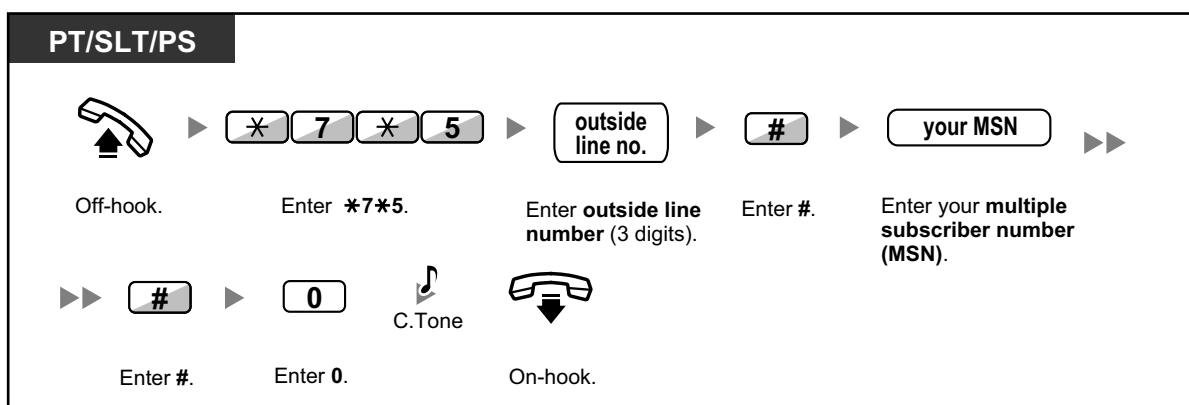 PT/SLT/PS
✳ 7 ✳ 5
outside
line no.
#
your MSN
Off-hook.
Enter ✳7✳5.
Enter outside line
number (3 digits).
Enter #.
Enter your multiple
subscriber number
(MSN).
#
0
C.Tone
Enter #.
Enter 0.
On-hook.